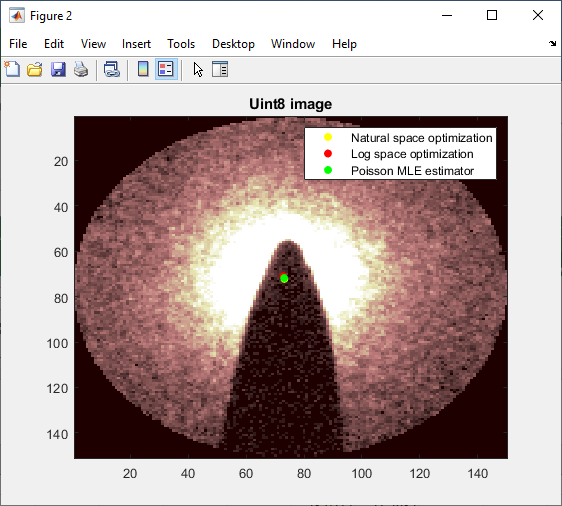 Figure 2
File Edit View Insert Tools Desktop Window Help
Uint8 image
Natural space optimization
Log space optimization
Poisson MLE estimator
20
40
60
80
100
120
140
20 40 60 80 100 120 140